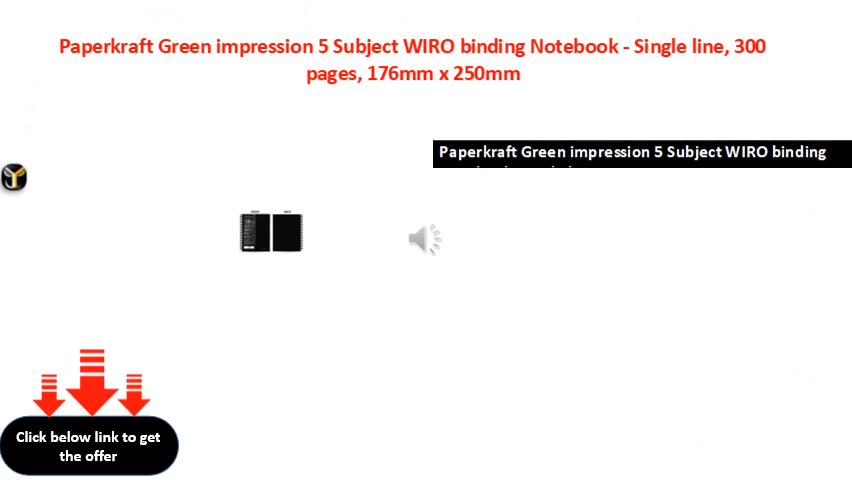 Paperkraft Green impression 5 Subject WIRO binding Notebook - Single line, 300
pages, 176mm x 250mm
Paperkraft Green impression 5 Subject WIRO binding
Click below link to get
the offer